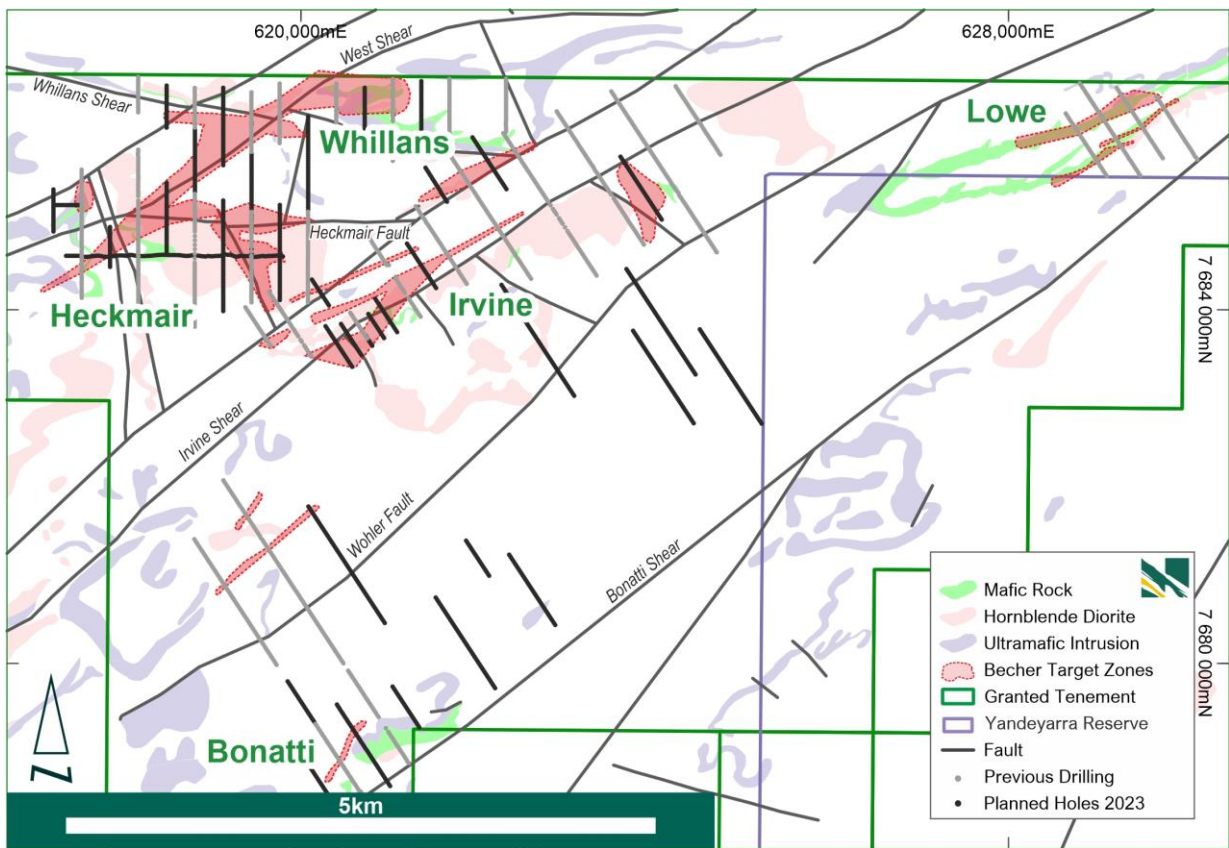 620,000mE
628,000mE
West Shear
Whillans Shear
Whillans
Lowe
Heckmair Fault
7 684 000mN
Heckmair
Irvine
Irvine Shear
Wohler Fault
Bonatti Shear
Mafic Rock
Hornblende Diorite
Ultramafic Intrusion
Becher Target Zones
Granted Tenement
Yandeyarra Reserve
Fault
Previous Drilling
Planned Holes 2023
7 680 000mN
N
Bonatti
5km